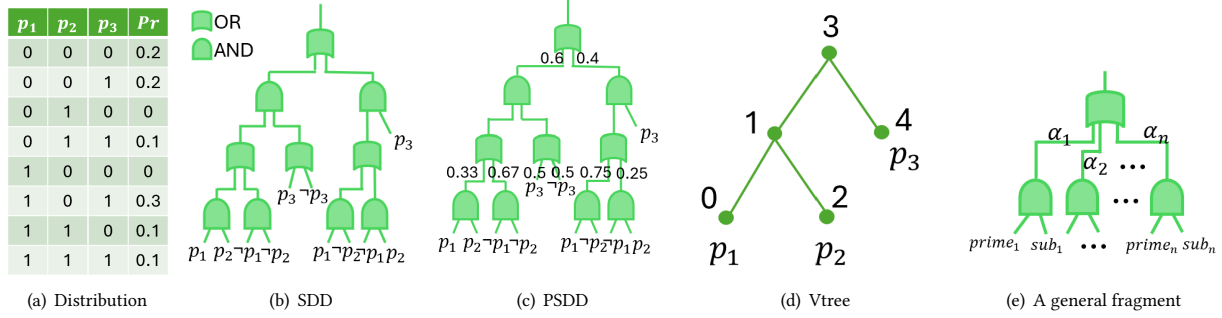 p₁ p₂ p₃ Pr
0 0 0 0.2
0 0 1 0.2
0 1 0 0
0 1 1 0.1
1 0 0 0
1 0 1 0.3
1 1 0 0.1
1 1 1 0.1
(a) Distribution
OR
AND
p₃
p₃ ¬p₃
p₁ p₂ ¬p₁ ¬p₂ p₁ ¬p₂ ¬p₁ p₂
(b) SDD
0.6 0.4
p₃
0.33 0.67 0.5 0.5 0.75 0.25
p₃ ¬p₃
p₁ p₂ ¬p₁ ¬p₂ p₁ ¬p₂ ¬p₁ p₂
(c) PSDD
3
1 4
p₃
0 2
p₁ p₂
(d) Vtree
α₁ αₙ
α₂ ...
...
prime₁ sub₁ ... primeₙ subₙ
(e) A general fragment